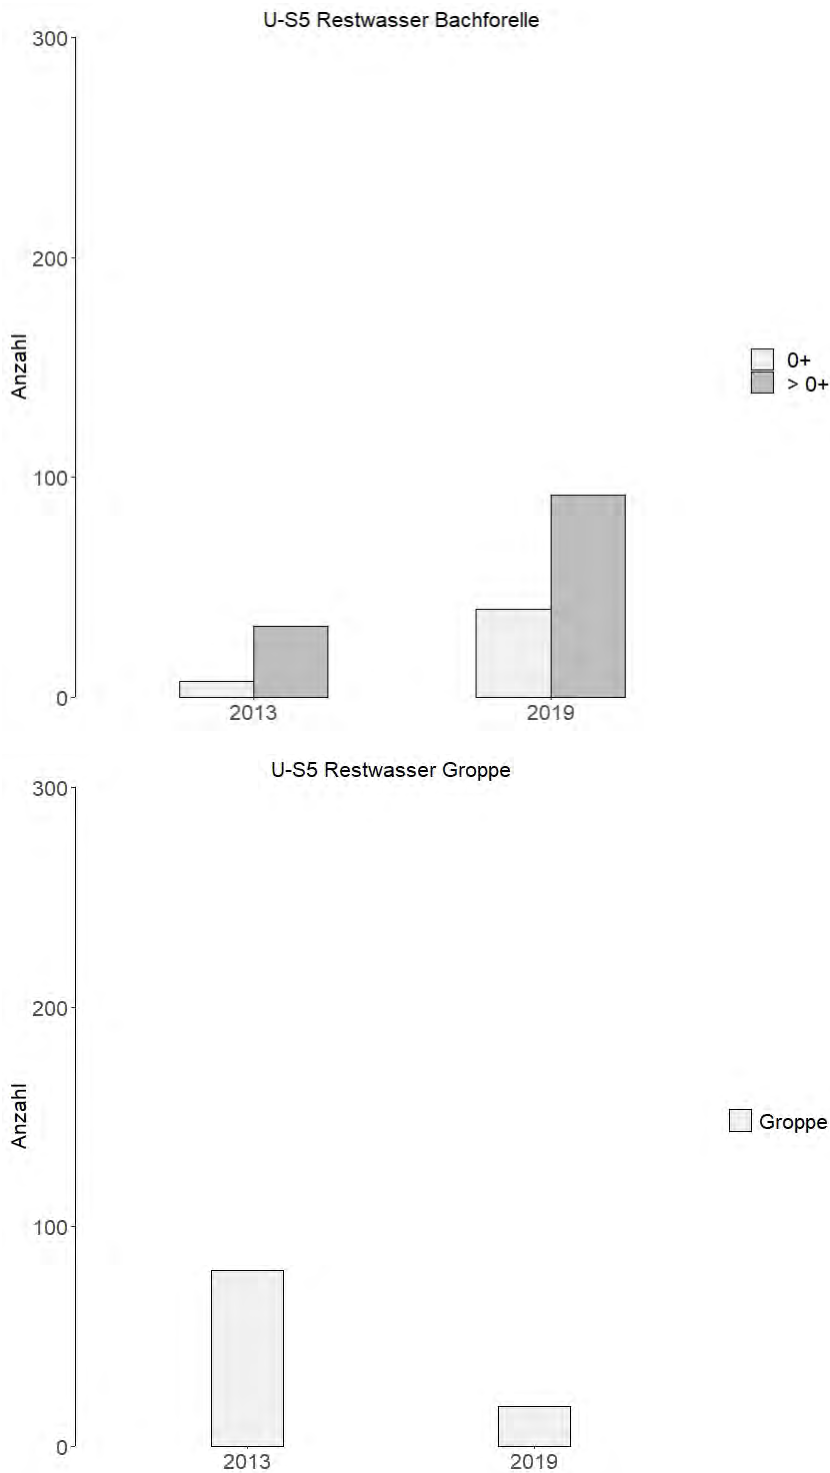 U-S5 Restwasser Bachforelle
300
200
100
0
Anzahl
2013
2019
0+
> 0+
U-S5 Restwasser Groppe
300
200
100
0
Anzahl
2013
2019
Groppe